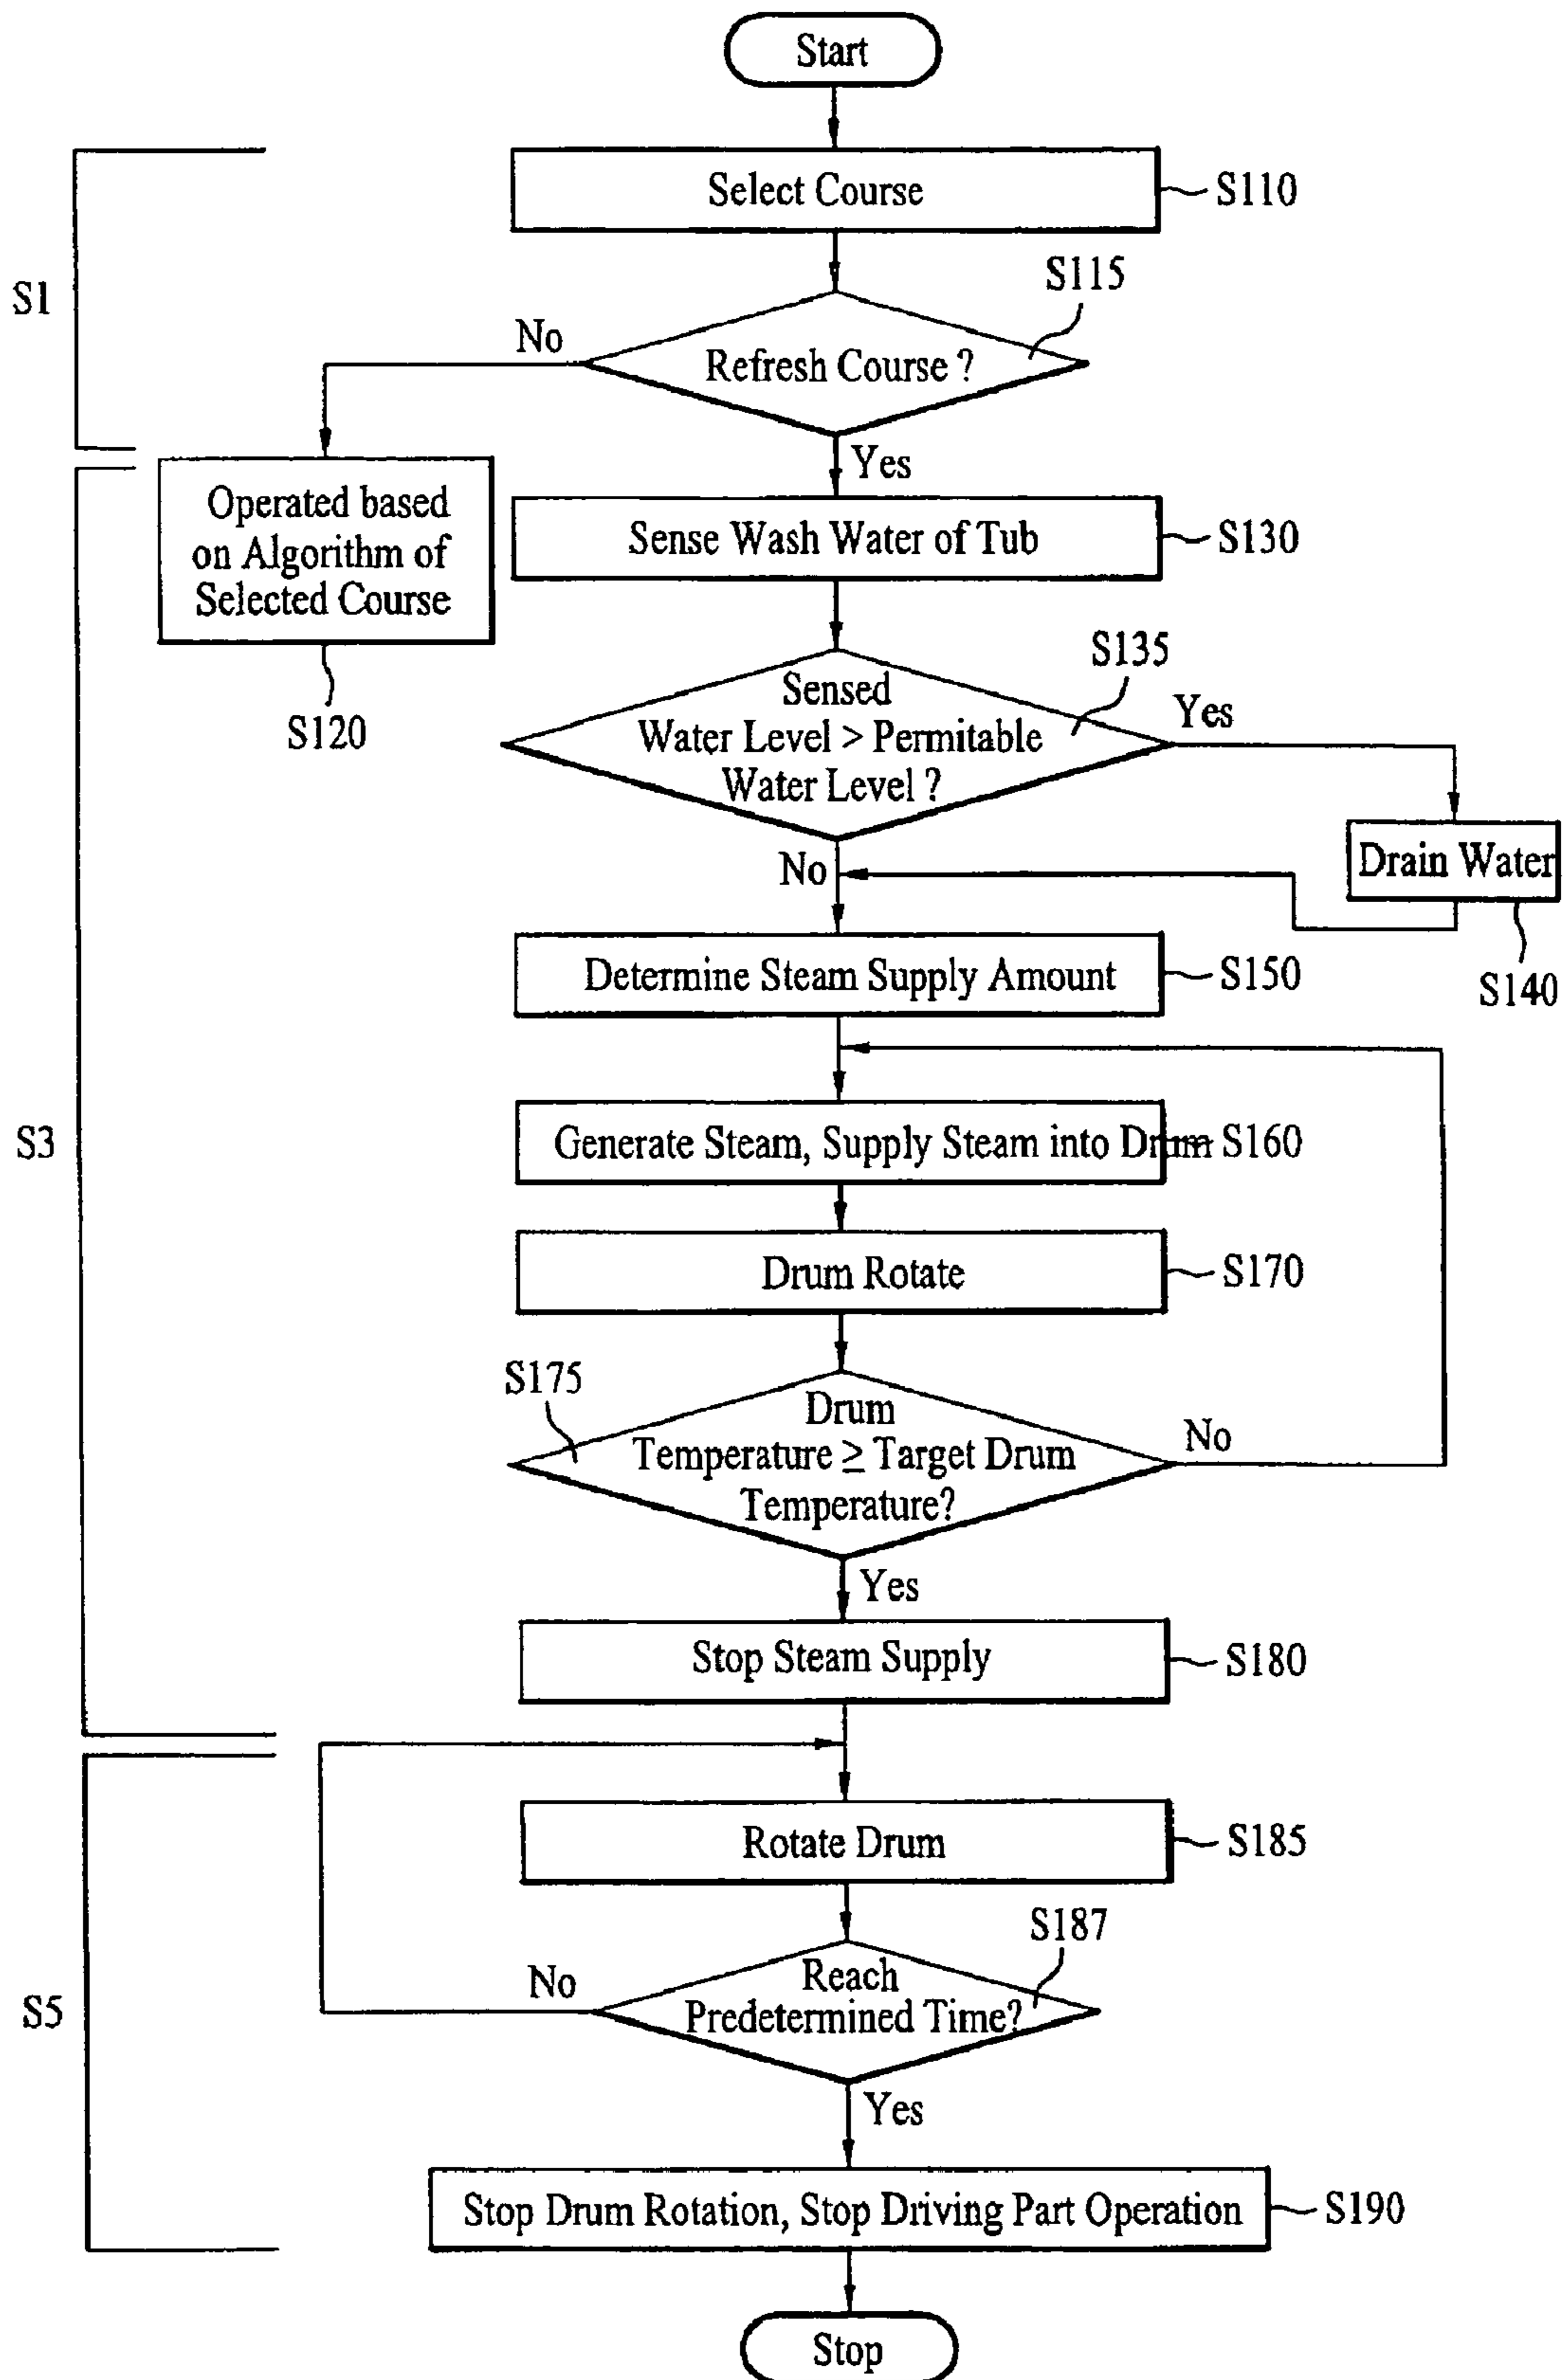 Start
Select Course
S110
S1
S115
No
Refresh Course ?
Yes
Operated based
on Algorithm of
Selected Course
S120
Sense Wash Water of Tub
S130
S135
Sensed
Water Level > Permitable
Water Level ?
Yes
No
Drain Water
S140
Determine Steam Supply Amount
S150
S3
Generate Steam, Supply Steam into Drum
S160
Drum Rotate
S170
S175
Drum
Temperature ≥ Target Drum
Temperature?
No
Yes
Stop Steam Supply
S180
Rotate Drum
S185
S187
S5
No
Reach
Predetermined Time?
Yes
Stop Drum Rotation, Stop Driving Part Operation
S190
Stop